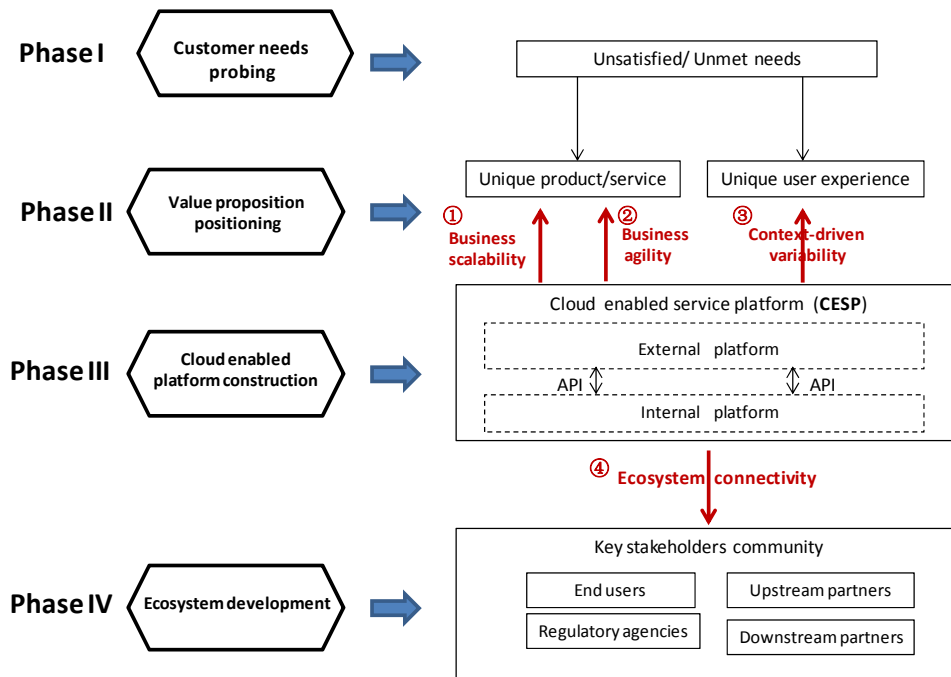 Phase I
Customer needs
probing
Unsatisfied/ Unmet needs
Phase II
Value proposition
positioning
Unique product/service
Unique user experience
①
Business
scalability
②
Business
agility
③
Context-driven
variability
Phase III
Cloud enabled
platform construction
Cloud enabled service platform (CESP)
External platform
API
API
Internal platform
④
Ecosystem connectivity
Phase IV
Ecosystem development
Key stakeholders community
End users
Upstream partners
Regulatory agencies
Downstream partners